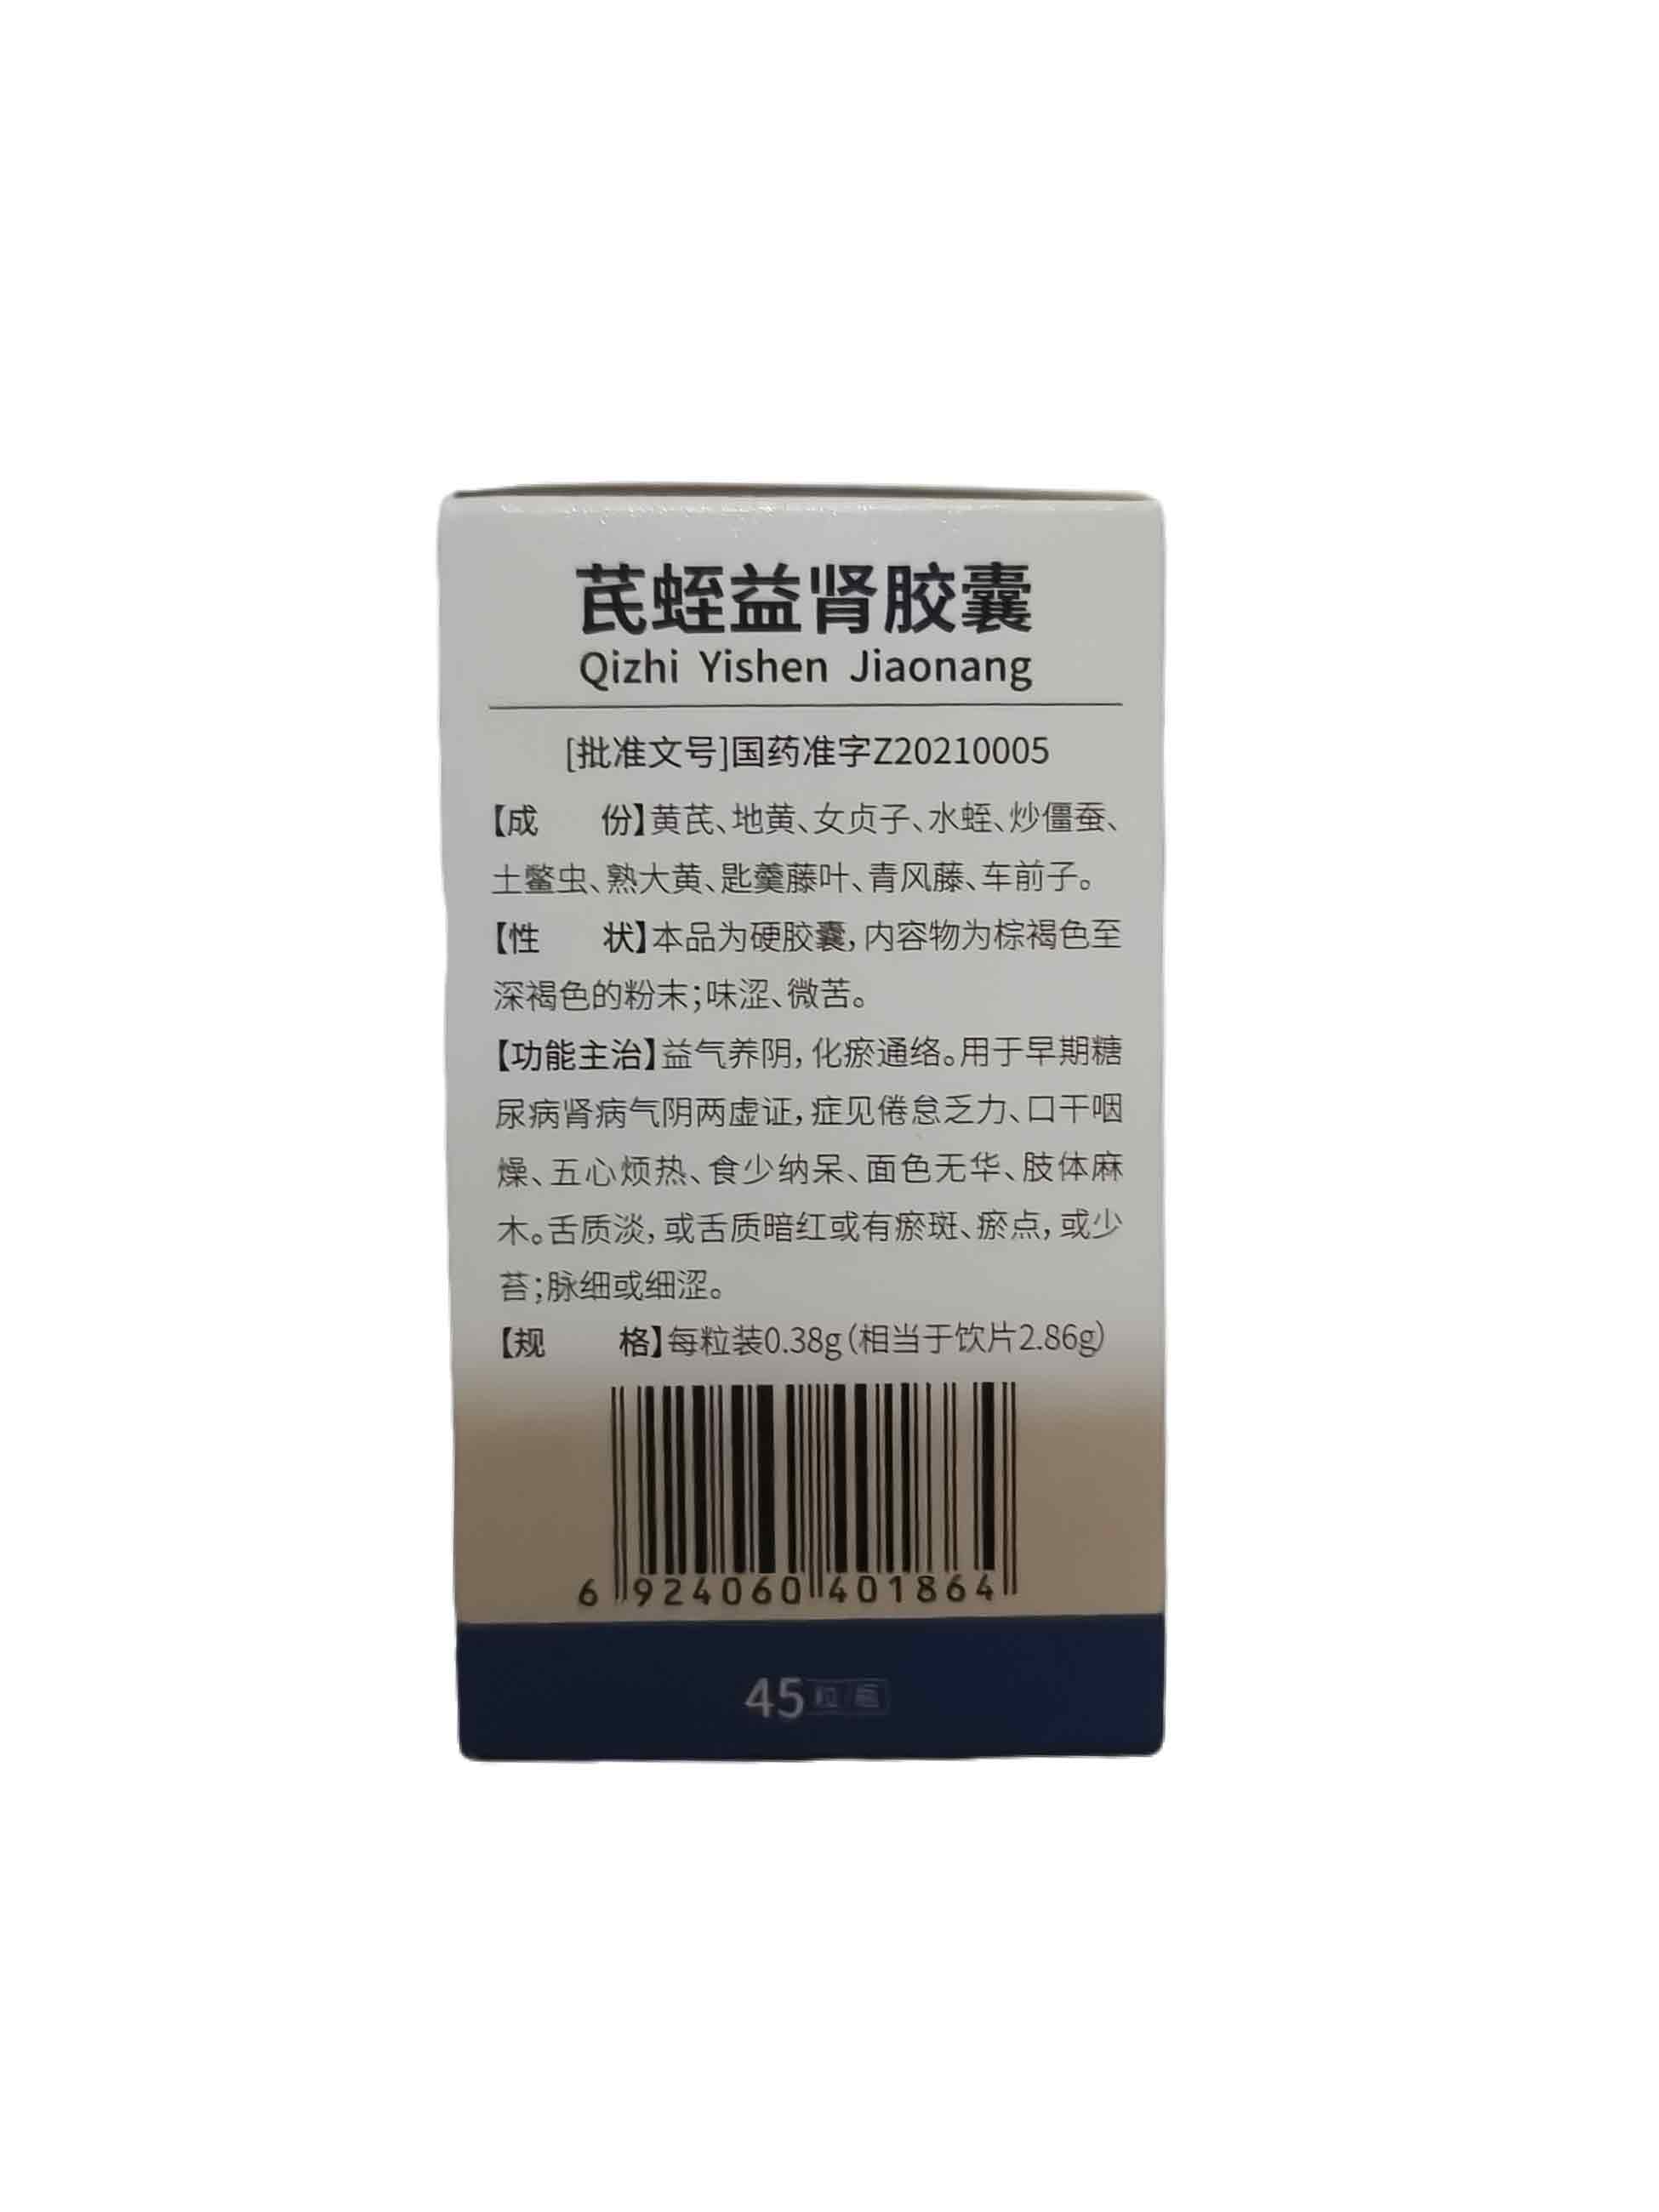 芪蛭益肾胶囊
Qizhi Yishen Jiaonang
[批准文号]国药准字Z20210005
【成 份】黄芪、地黄、女贞子、水蛭、炒僵蚕、
土鳖虫、熟大黄、匙羹藤叶、青风藤、车前子。
【性 状】本品为硬胶囊,内容物为棕褐色至
深褐色的粉末;味涩、微苦。
【功能主治】益气养阴,化瘀通络。用于早期糖
尿病肾病气阴两虚证,症见倦怠乏力、口干咽
燥、五心烦热、食少纳呆、面色无华、肢体麻
木。舌质淡,或舌质暗红或有瘀斑、瘀点,或少
苔;脉细或细涩。
【规 格】每粒装0.38g(相当于饮片2.86g)
6 924060 401864
45粒/瓶